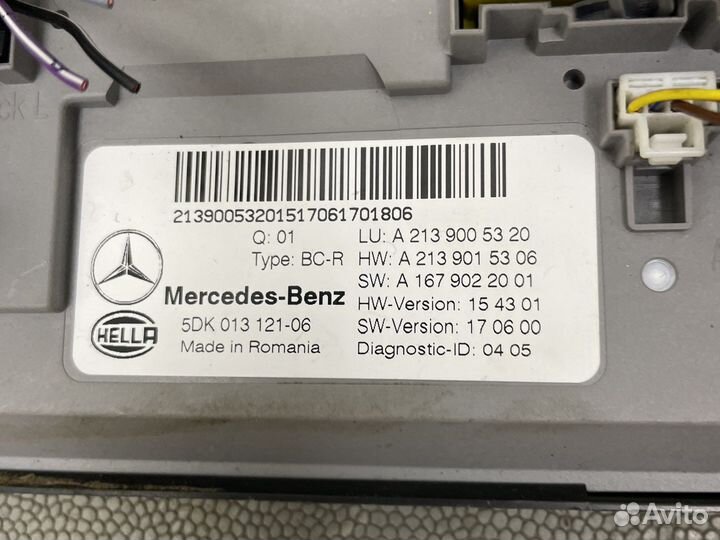 ck L
21390053201517061701806
Q: 01
Type: BC-R
LU: A 213 900 53 20
HW: A 213 901 53 06
SW: A 167 902 20 01
HW-Version: 15 43 01
SW-Version: 17 06 00
Diagnostic-ID: 04 05
Mercedes-Benz
HELLA
5DK 013 121-06
Made in Romania
Avito